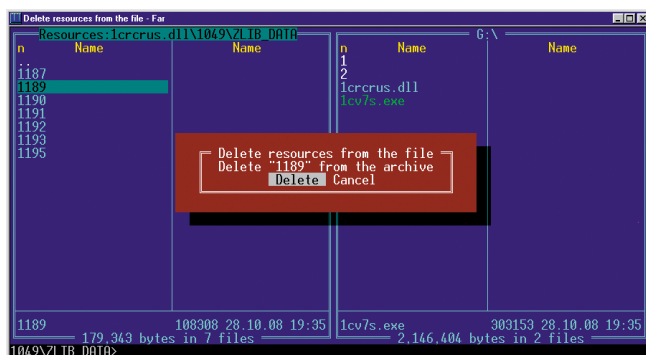 Delete resources from the file - Far
Resources:1crcrus.dll\1049\ZLIB_DATA
G:\
n Name Name
n Name Name
..
1187
1189
1190
1191
1192
1193
1195
1
2
1crcrus.dll
1cv7s.exe
Delete resources from the file
Delete "1189" from the archive
Delete Cancel
1189 108308 28.10.08 19:35
179,343 bytes in 7 files
1cv7s.exe 303153 28.10.08 19:35
2,146,404 bytes in 2 files
1049\ZLIB_DATA>